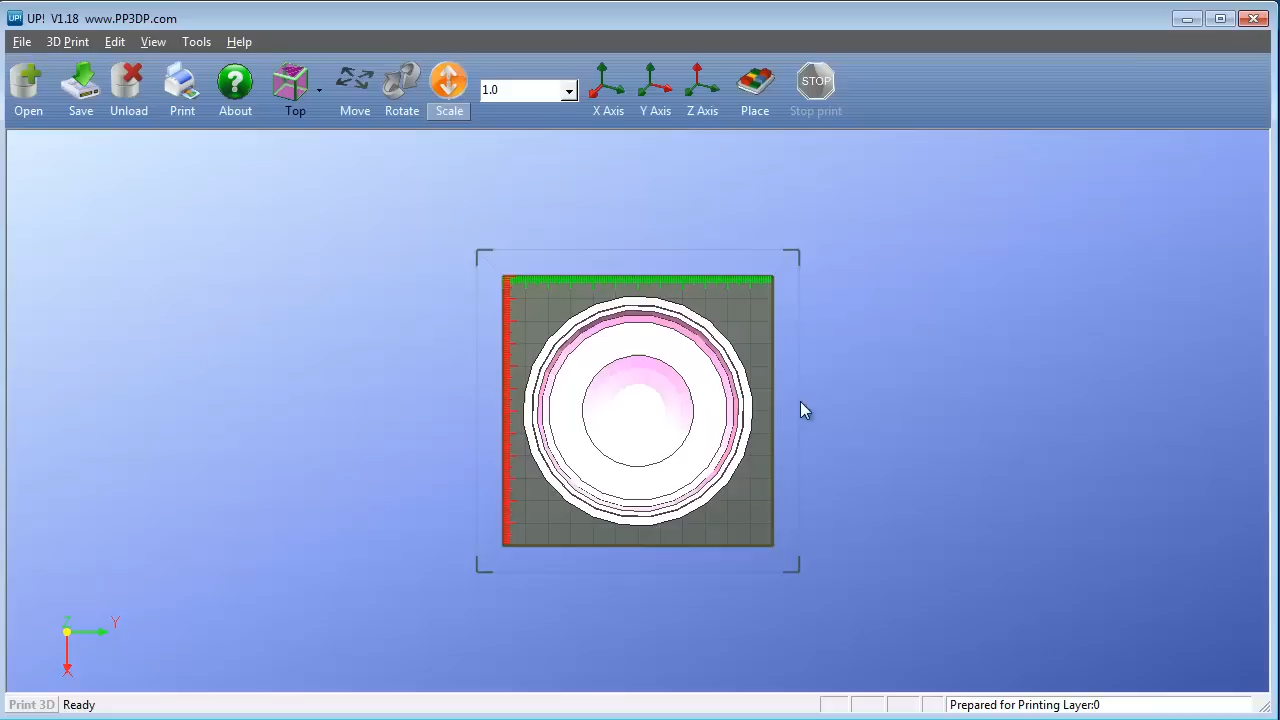 UP! UP! V1.18 www.PP3DP.com
File 3D Print Edit View Tools Help
1.0
Open Save Unload Print About Top Move Rotate Scale X Axis Y Axis Z Axis Place Stop print
STOP
Z Y
X
Print 3D Ready Prepared for Printing Layer:0